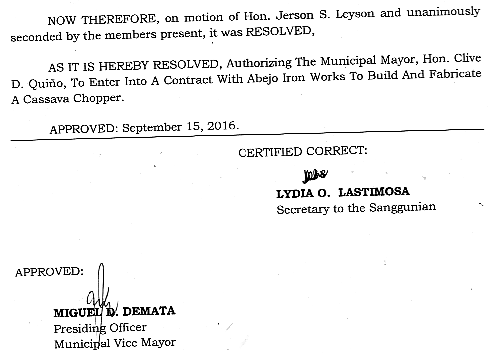 NOW THEREFORE, on motion of Hon. Jerson S. Leyson and unanimously
seconded by the members present, it was RESOLVED,
AS IT IS HEREBY RESOLVED, Authorizing The Municipal Mayor, Hon. Clive
D. Quiño, To Enter Into A Contract With Abejo Iron Works To Build And Fabricate
A Cassava Chopper.
APPROVED: September 15, 2016.
CERTIFIED CORRECT:
LYDIA O. LASTIMOSA
Secretary to the Sanggunian
APPROVED:
MIGUEL D. DEMATA
Presiding Officer
Municipal Vice Mayor